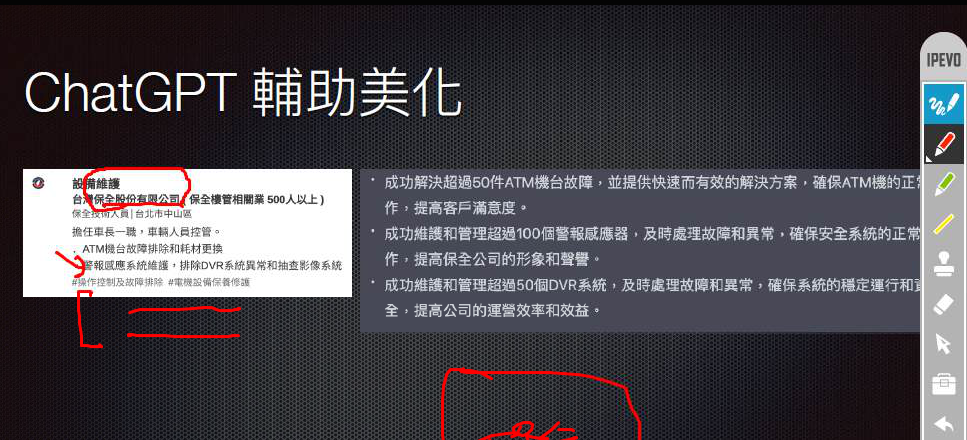 ChatGPT 輔助美化
IPEVO
設備維護
台灣保全股份有限公司 ( 保全樓管相關業 500人以上 )
保全技術人員 | 台北市中山區
擔任車長一職，車輛人員控管。
. ATM機台故障排除和耗材更換
警報感應系統維護，排除DVR系統異常和抽查影像系統
#操作控制及故障排除 #電機設備保養修護
• 成功解決超過50件ATM機台故障，並提供快速而有效的解決方案，確保ATM機的正常
作，提高客戶滿意度。
• 成功維護和管理超過100個警報感應器，及時處理故障和異常，確保安全系統的正常
作，提高保全公司的形象和聲譽。
• 成功維護和管理超過50個DVR系統，及時處理故障和異常，確保系統的穩定運行和
全，提高公司的運營效率和效益。